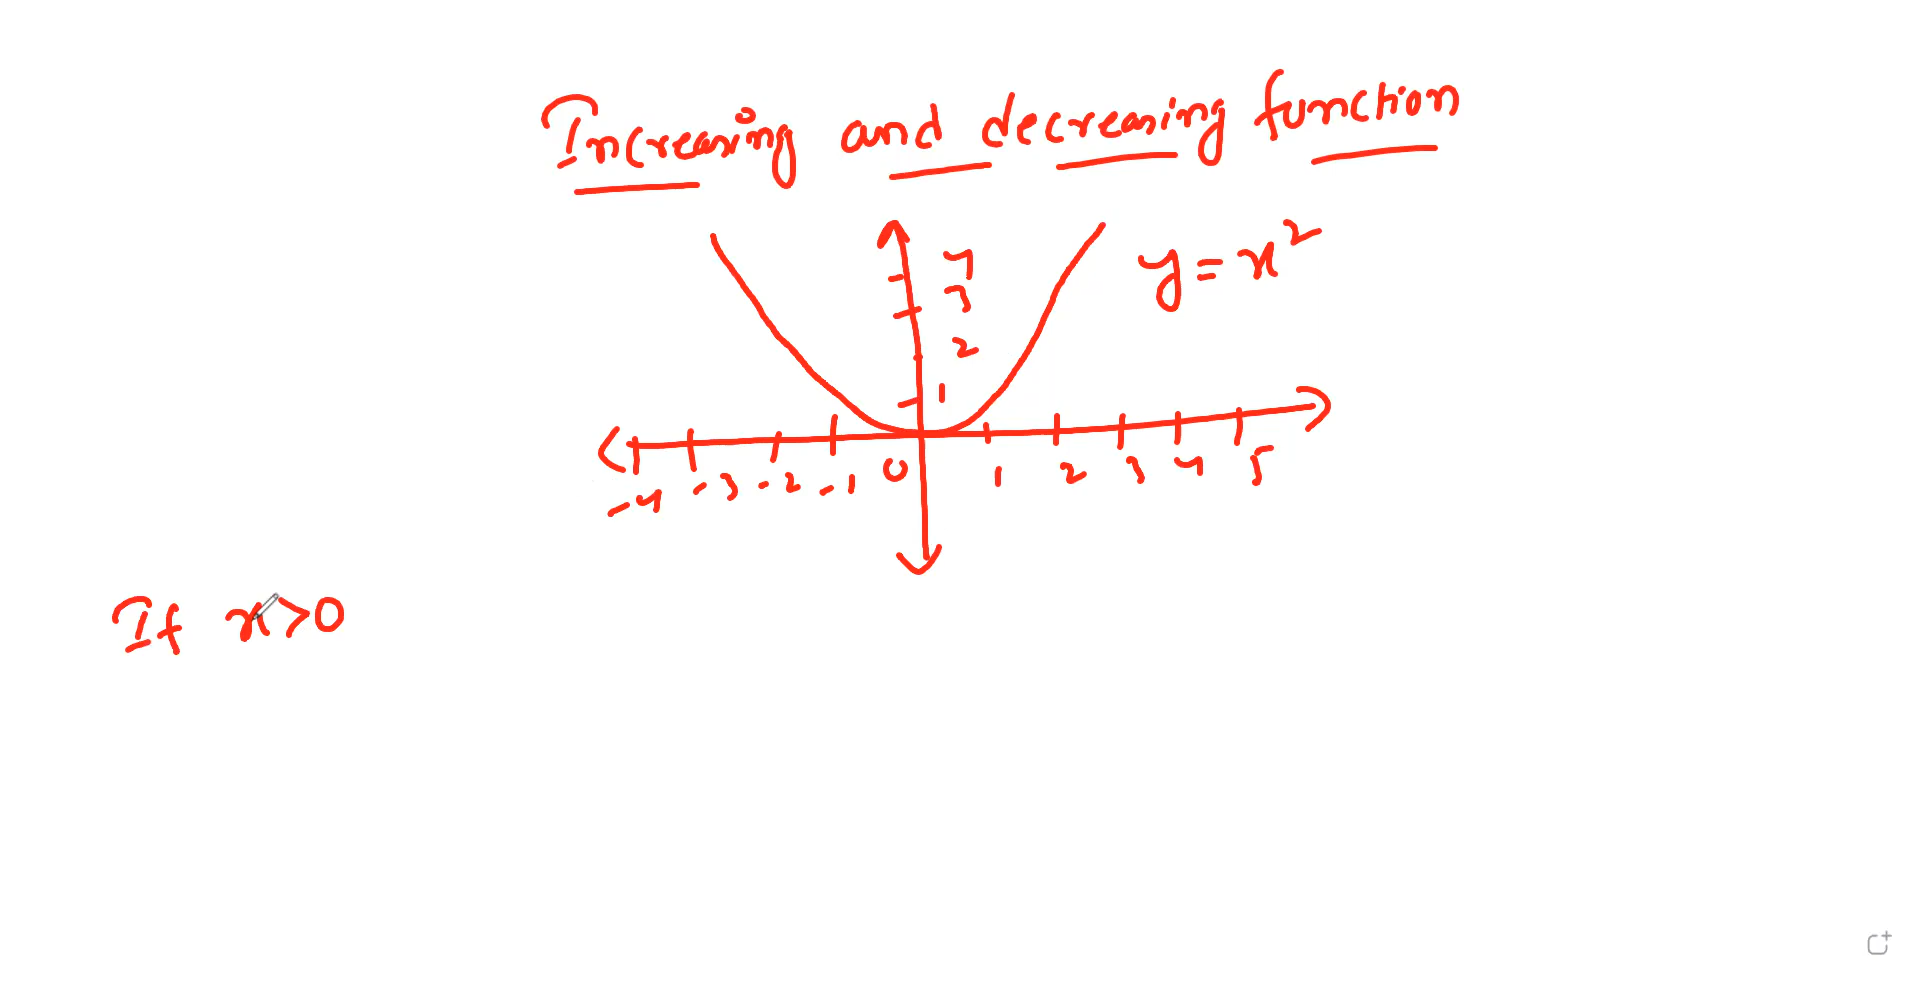 Increasing and decreasing function
y = x²
4
3
2
1
-4 -3 -2 -1 0 1 2 3 4 5
If x>0